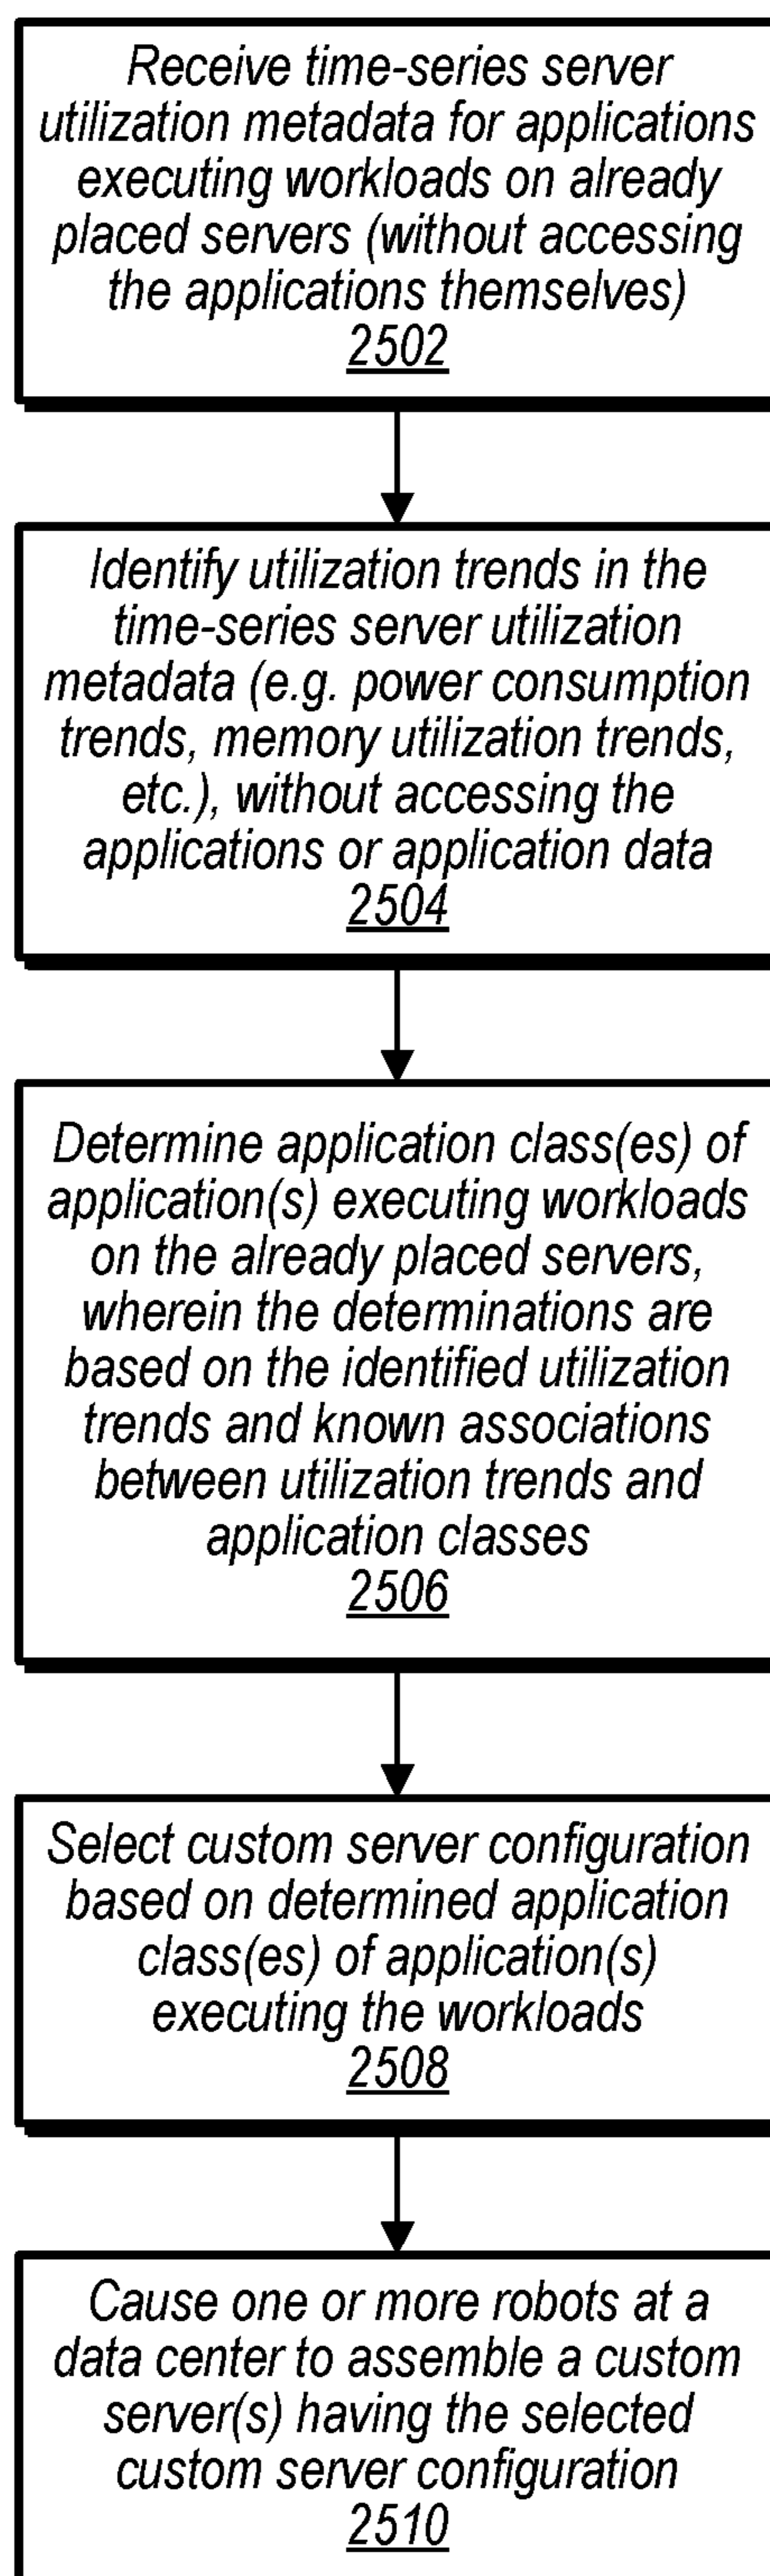 Receive time-series server
utilization metadata for applications
executing workloads on already
placed servers (without accessing
the applications themselves)
2502
Identify utilization trends in the
time-series server utilization
metadata (e.g. power consumption
trends, memory utilization trends,
etc.), without accessing the
applications or application data
2504
Determine application class(es) of
application(s) executing workloads
on the already placed servers,
wherein the determinations are
based on the identified utilization
trends and known associations
between utilization trends and
application classes
2506
Select custom server configuration
based on determined application
class(es) of application(s)
executing the workloads
2508
Cause one or more robots at a
data center to assemble a custom
server(s) having the selected
custom server configuration
2510